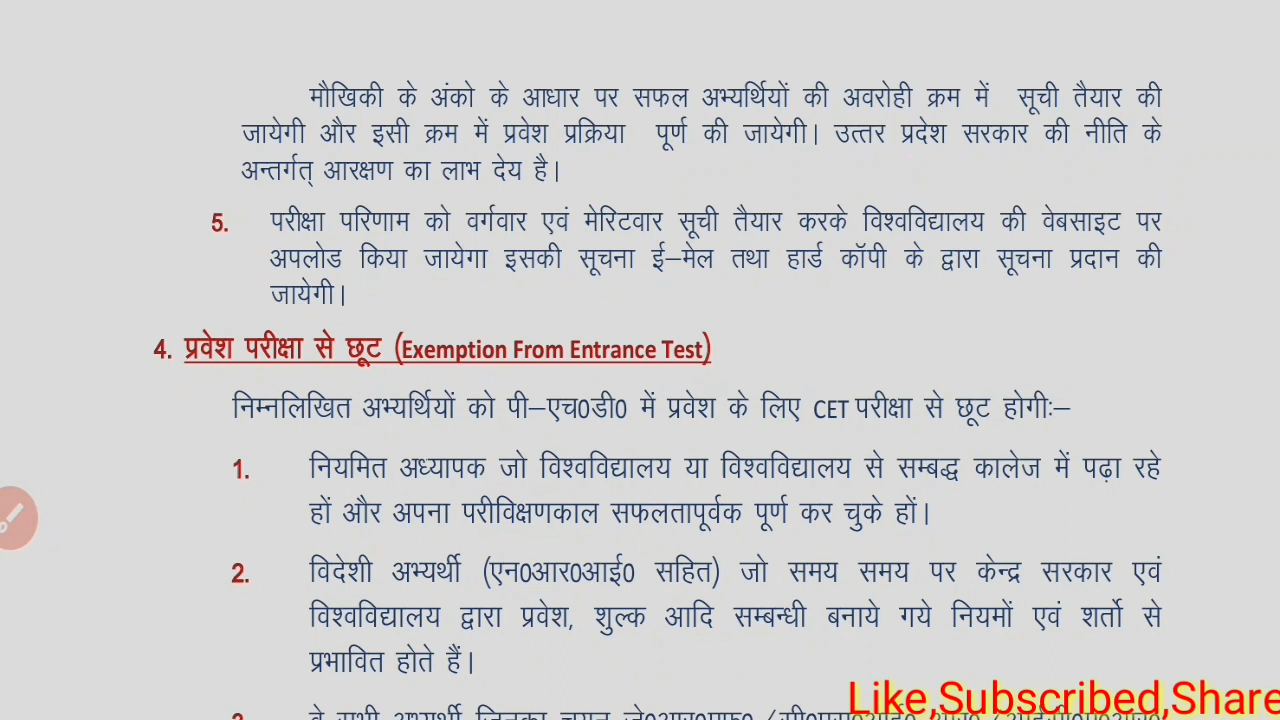 मौखिकी के अंको के आधार पर सफल अभ्यर्थियों की अवरोही क्रम में सूची तैयार की
जायेगी और इसी क्रम में प्रवेश प्रक्रिया पूर्ण की जायेगी। उत्तर प्रदेश सरकार की नीति के
अन्तर्गत् आरक्षण का लाभ देय है।
5. परीक्षा परिणाम को वर्गवार एवं मेरिटवार सूची तैयार करके विश्वविद्यालय की वेबसाइट पर
अपलोड किया जायेगा इसकी सूचना ई–मेल तथा हार्ड कॉपी के द्वारा सूचना प्रदान की
जायेगी।
4. प्रवेश परीक्षा से छूट (Exemption From Entrance Test)
निम्नलिखित अभ्यर्थियों को पी–एच0डी0 में प्रवेश के लिए CET परीक्षा से छूट होगीः–
1. नियमित अध्यापक जो विश्वविद्यालय या विश्वविद्यालय से सम्बद्ध कालेज में पढ़ा रहे
हों और अपना परीविक्षणकाल सफलतापूर्वक पूर्ण कर चुके हों।
2. विदेशी अभ्यर्थी (एन0आर0आई0 सहित) जो समय समय पर केन्द्र सरकार एवं
विश्वविद्यालय द्वारा प्रवेश, शुल्क आदि सम्बन्धी बनाये गये नियमों एवं शर्तो से
प्रभावित होते हैं।
Like,Subscribed,Share